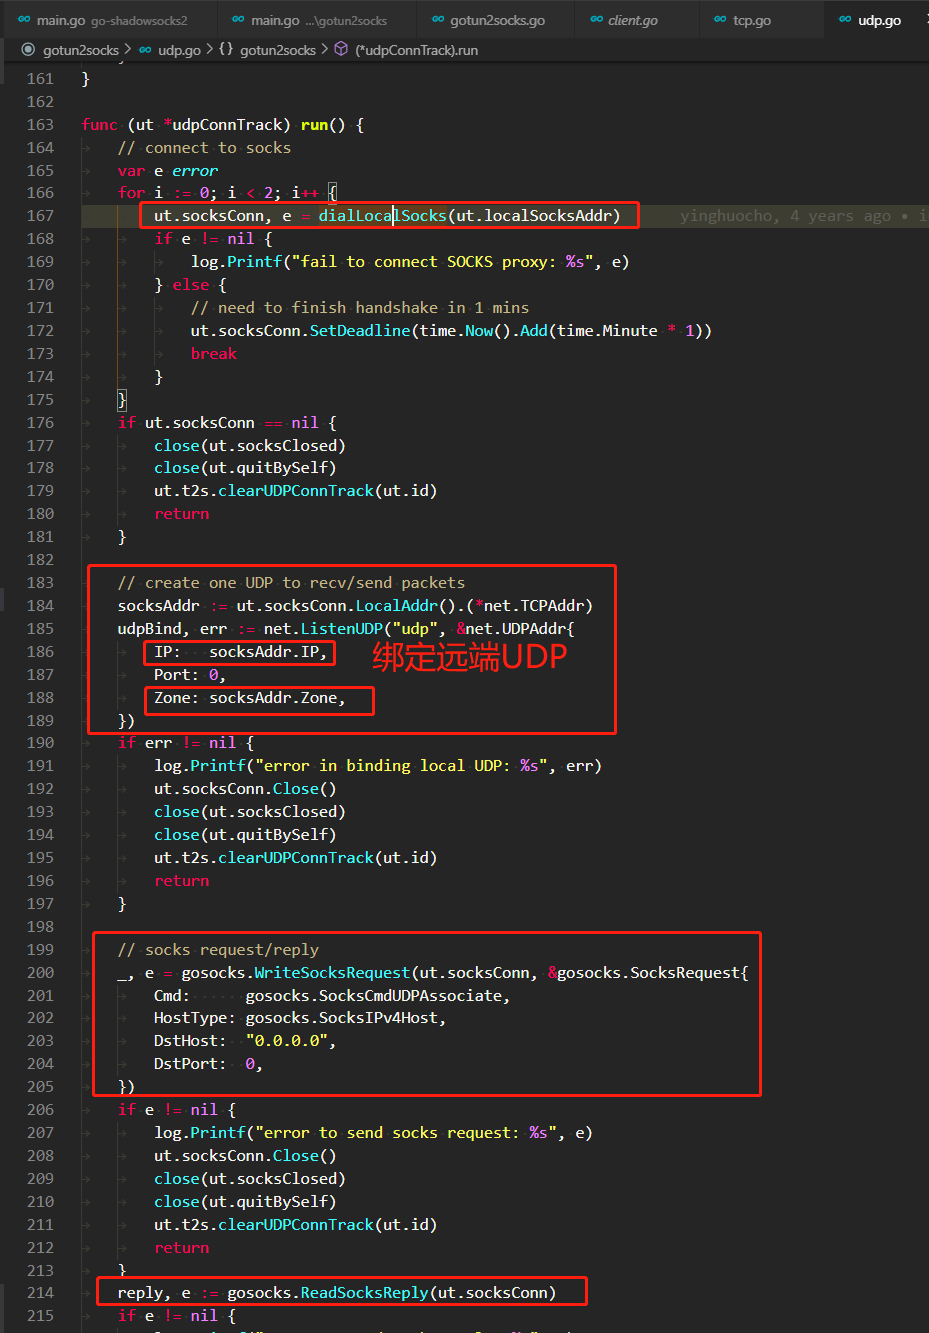 main.go go-shadowsocks2 main.go ...\gotun2socks gotun2socks.go client.go tcp.go udp.go
gotun2socks > udp.go > {} gotun2socks > (*udpConnTrack).run
161 }
162
163 func (ut *udpConnTrack) run() {
164 // connect to socks
165 var e error
166 for i := 0; i < 2; i++ {
167 ut.socksConn, e = dialLocalSocks(ut.localSocksAddr) yinghuocho, 4 years ago •
168 if e != nil {
169 log.Printf("fail to connect SOCKS proxy: %s", e)
170 } else {
171 // need to finish handshake in 1 mins
172 ut.socksConn.SetDeadline(time.Now().Add(time.Minute * 1))
173 break
174 }
175 }
176 if ut.socksConn == nil {
177 close(ut.socksClosed)
178 close(ut.quitBySelf)
179 ut.t2s.clearUDPConnTrack(ut.id)
180 return
181 }
182
183 // create one UDP to recv/send packets
184 socksAddr := ut.socksConn.LocalAddr().(*net.TCPAddr)
185 udpBind, err := net.ListenUDP("udp", &net.UDPAddr{
186 IP: socksAddr.IP, 绑定远端UDP
187 Port: 0,
188 Zone: socksAddr.Zone,
189 })
190 if err != nil {
191 log.Printf("error in binding local UDP: %s", err)
192 ut.socksConn.Close()
193 close(ut.socksClosed)
194 close(ut.quitBySelf)
195 ut.t2s.clearUDPConnTrack(ut.id)
196 return
197 }
198
199 // socks request/reply
200 _, e = gosocks.WriteSocksRequest(ut.socksConn, &gosocks.SocksRequest{
201 Cmd: gosocks.SocksCmdUDPAssociate,
202 HostType: gosocks.SocksIPv4Host,
203 DstHost: "0.0.0.0",
204 DstPort: 0,
205 })
206 if e != nil {
207 log.Printf("error to send socks request: %s", e)
208 ut.socksConn.Close()
209 close(ut.socksClosed)
210 close(ut.quitBySelf)
211 ut.t2s.clearUDPConnTrack(ut.id)
212 return
213 }
214 reply, e := gosocks.ReadSocksReply(ut.socksConn)
215 if e != nil {